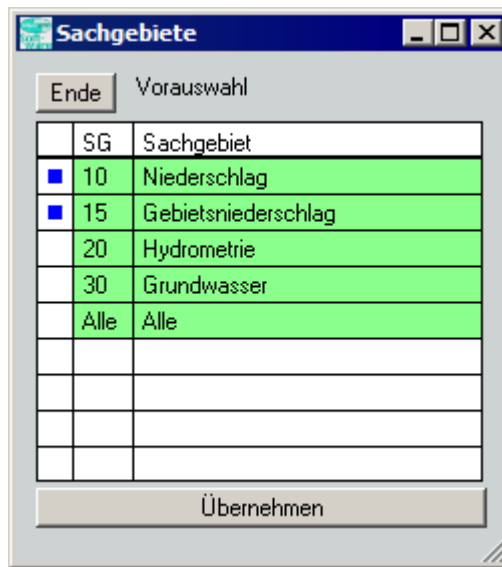 Sachgebiete
Ende Vorauswahl
SG Sachgebiet
10 Niederschlag
15 Gebietsniederschlag
20 Hydrometrie
30 Grundwasser
Alle Alle
Übernehmen